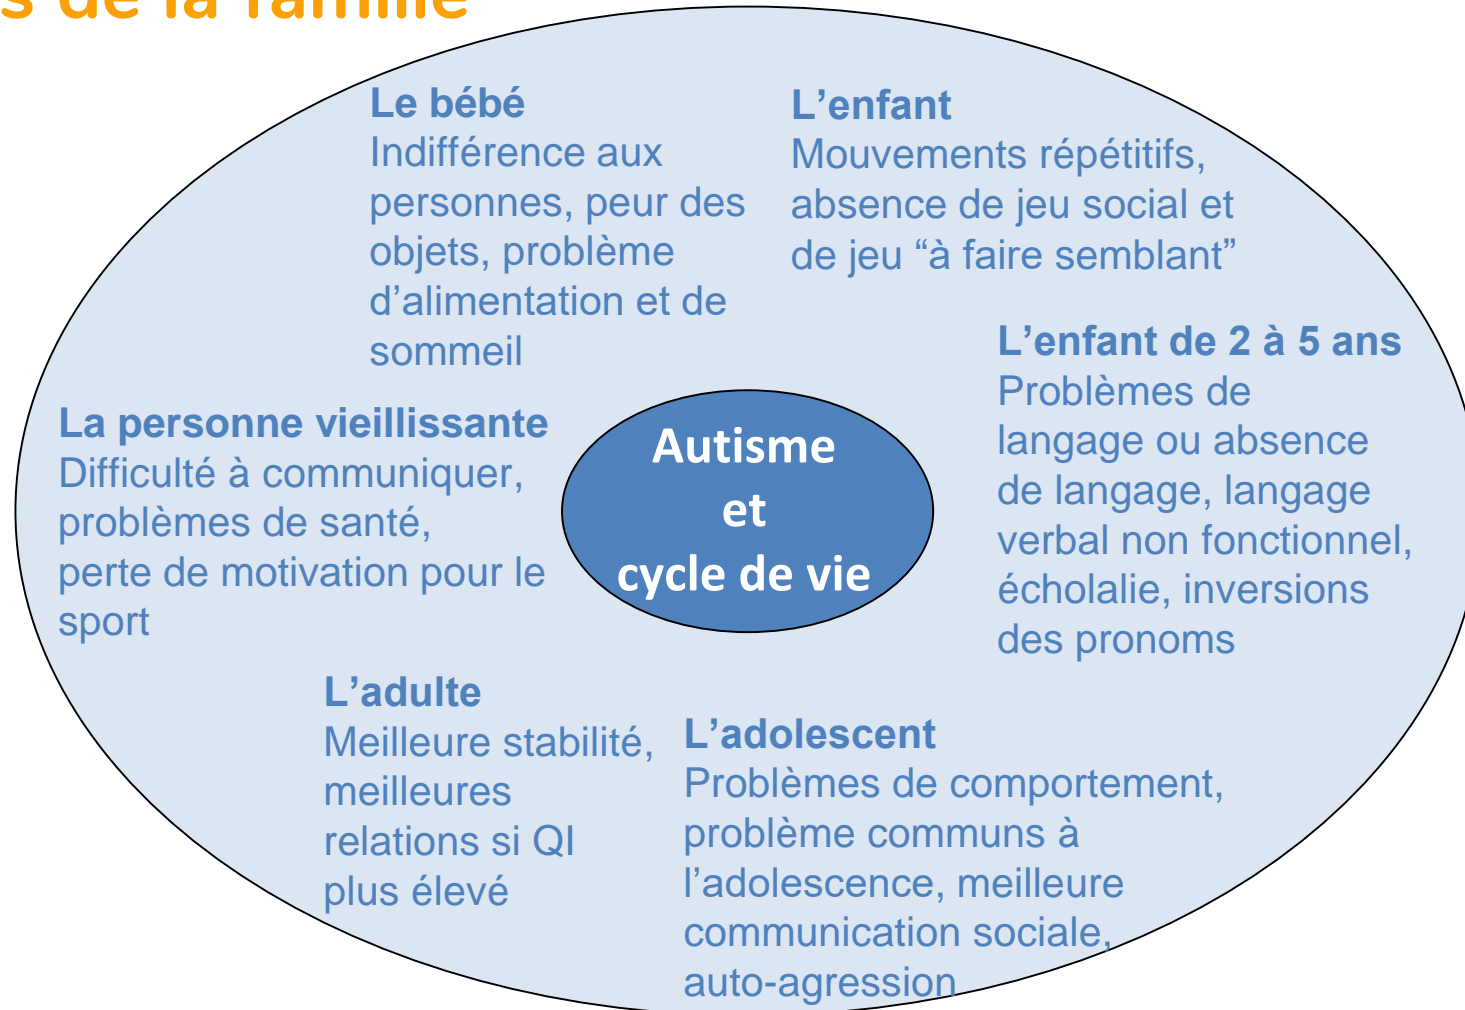 s de la famille
Le bébé
Indifférence aux
personnes, peur des
objets, problème
d’alimentation et de
sommeil
L’enfant
Mouvements répétitifs,
absence de jeu social et
de jeu “à faire semblant”
L’enfant de 2 à 5 ans
Problèmes de
langage ou absence
de langage, langage
verbal non fonctionnel,
écholalie, inversions
des pronoms
La personne vieillissante
Difficulté à communiquer,
problèmes de santé,
perte de motivation pour le
sport
Autisme
et
cycle de vie
L’adulte
Meilleure stabilité,
meilleures
relations si QI
plus élevé
L’adolescent
Problèmes de comportement,
problème communs à
l’adolescence, meilleure
communication sociale,
auto-agression